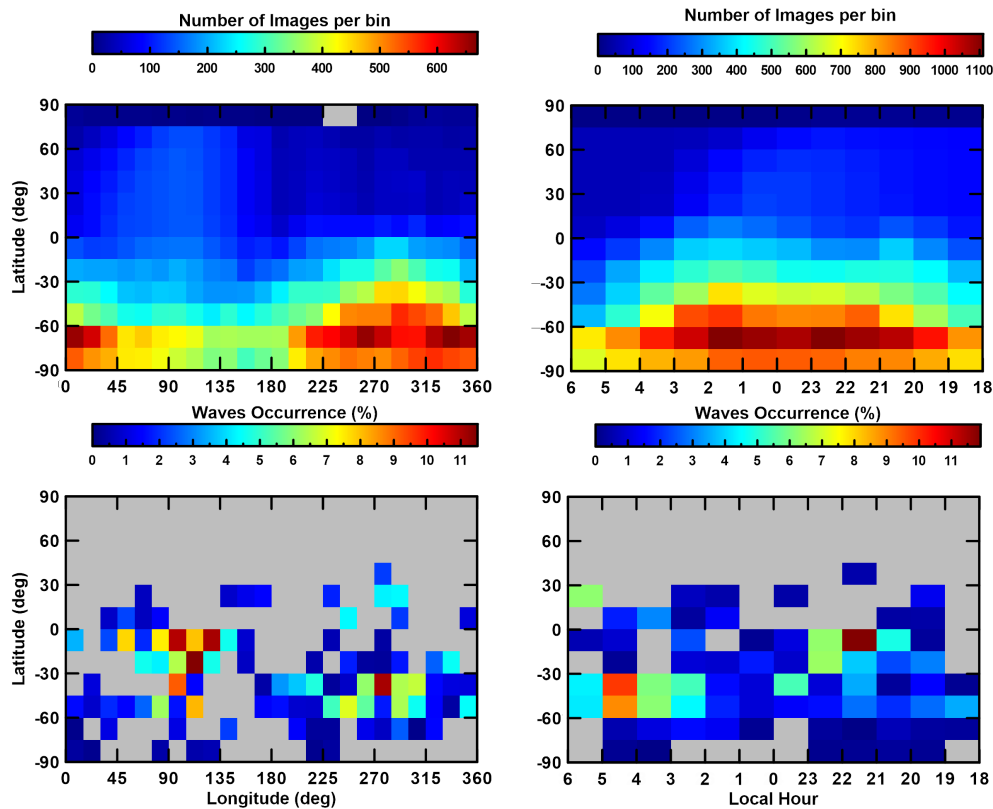 Number of Images per bin
0 100 200 300 400 500 600
Number of Images per bin
0 100 200 300 400 500 600 700 800 900 1000 1100
Latitude (deg)
90
60
30
0
-30
-60
-90
0 45 90 135 180 225 270 315 360
90
60
30
0
-30
-60
-90
6 5 4 3 2 1 0 23 22 21 20 19 18
Waves Occurrence (%)
0 1 2 3 4 5 6 7 8 9 10 11
Waves Occurrence (%)
0 1 2 3 4 5 6 7 8 9 10 11
Latitude (deg)
90
60
30
0
-30
-60
-90
0 45 90 135 180 225 270 315 360
Longitude (deg)
90
60
30
0
-30
-60
-90
6 5 4 3 2 1 0 23 22 21 20 19 18
Local Hour